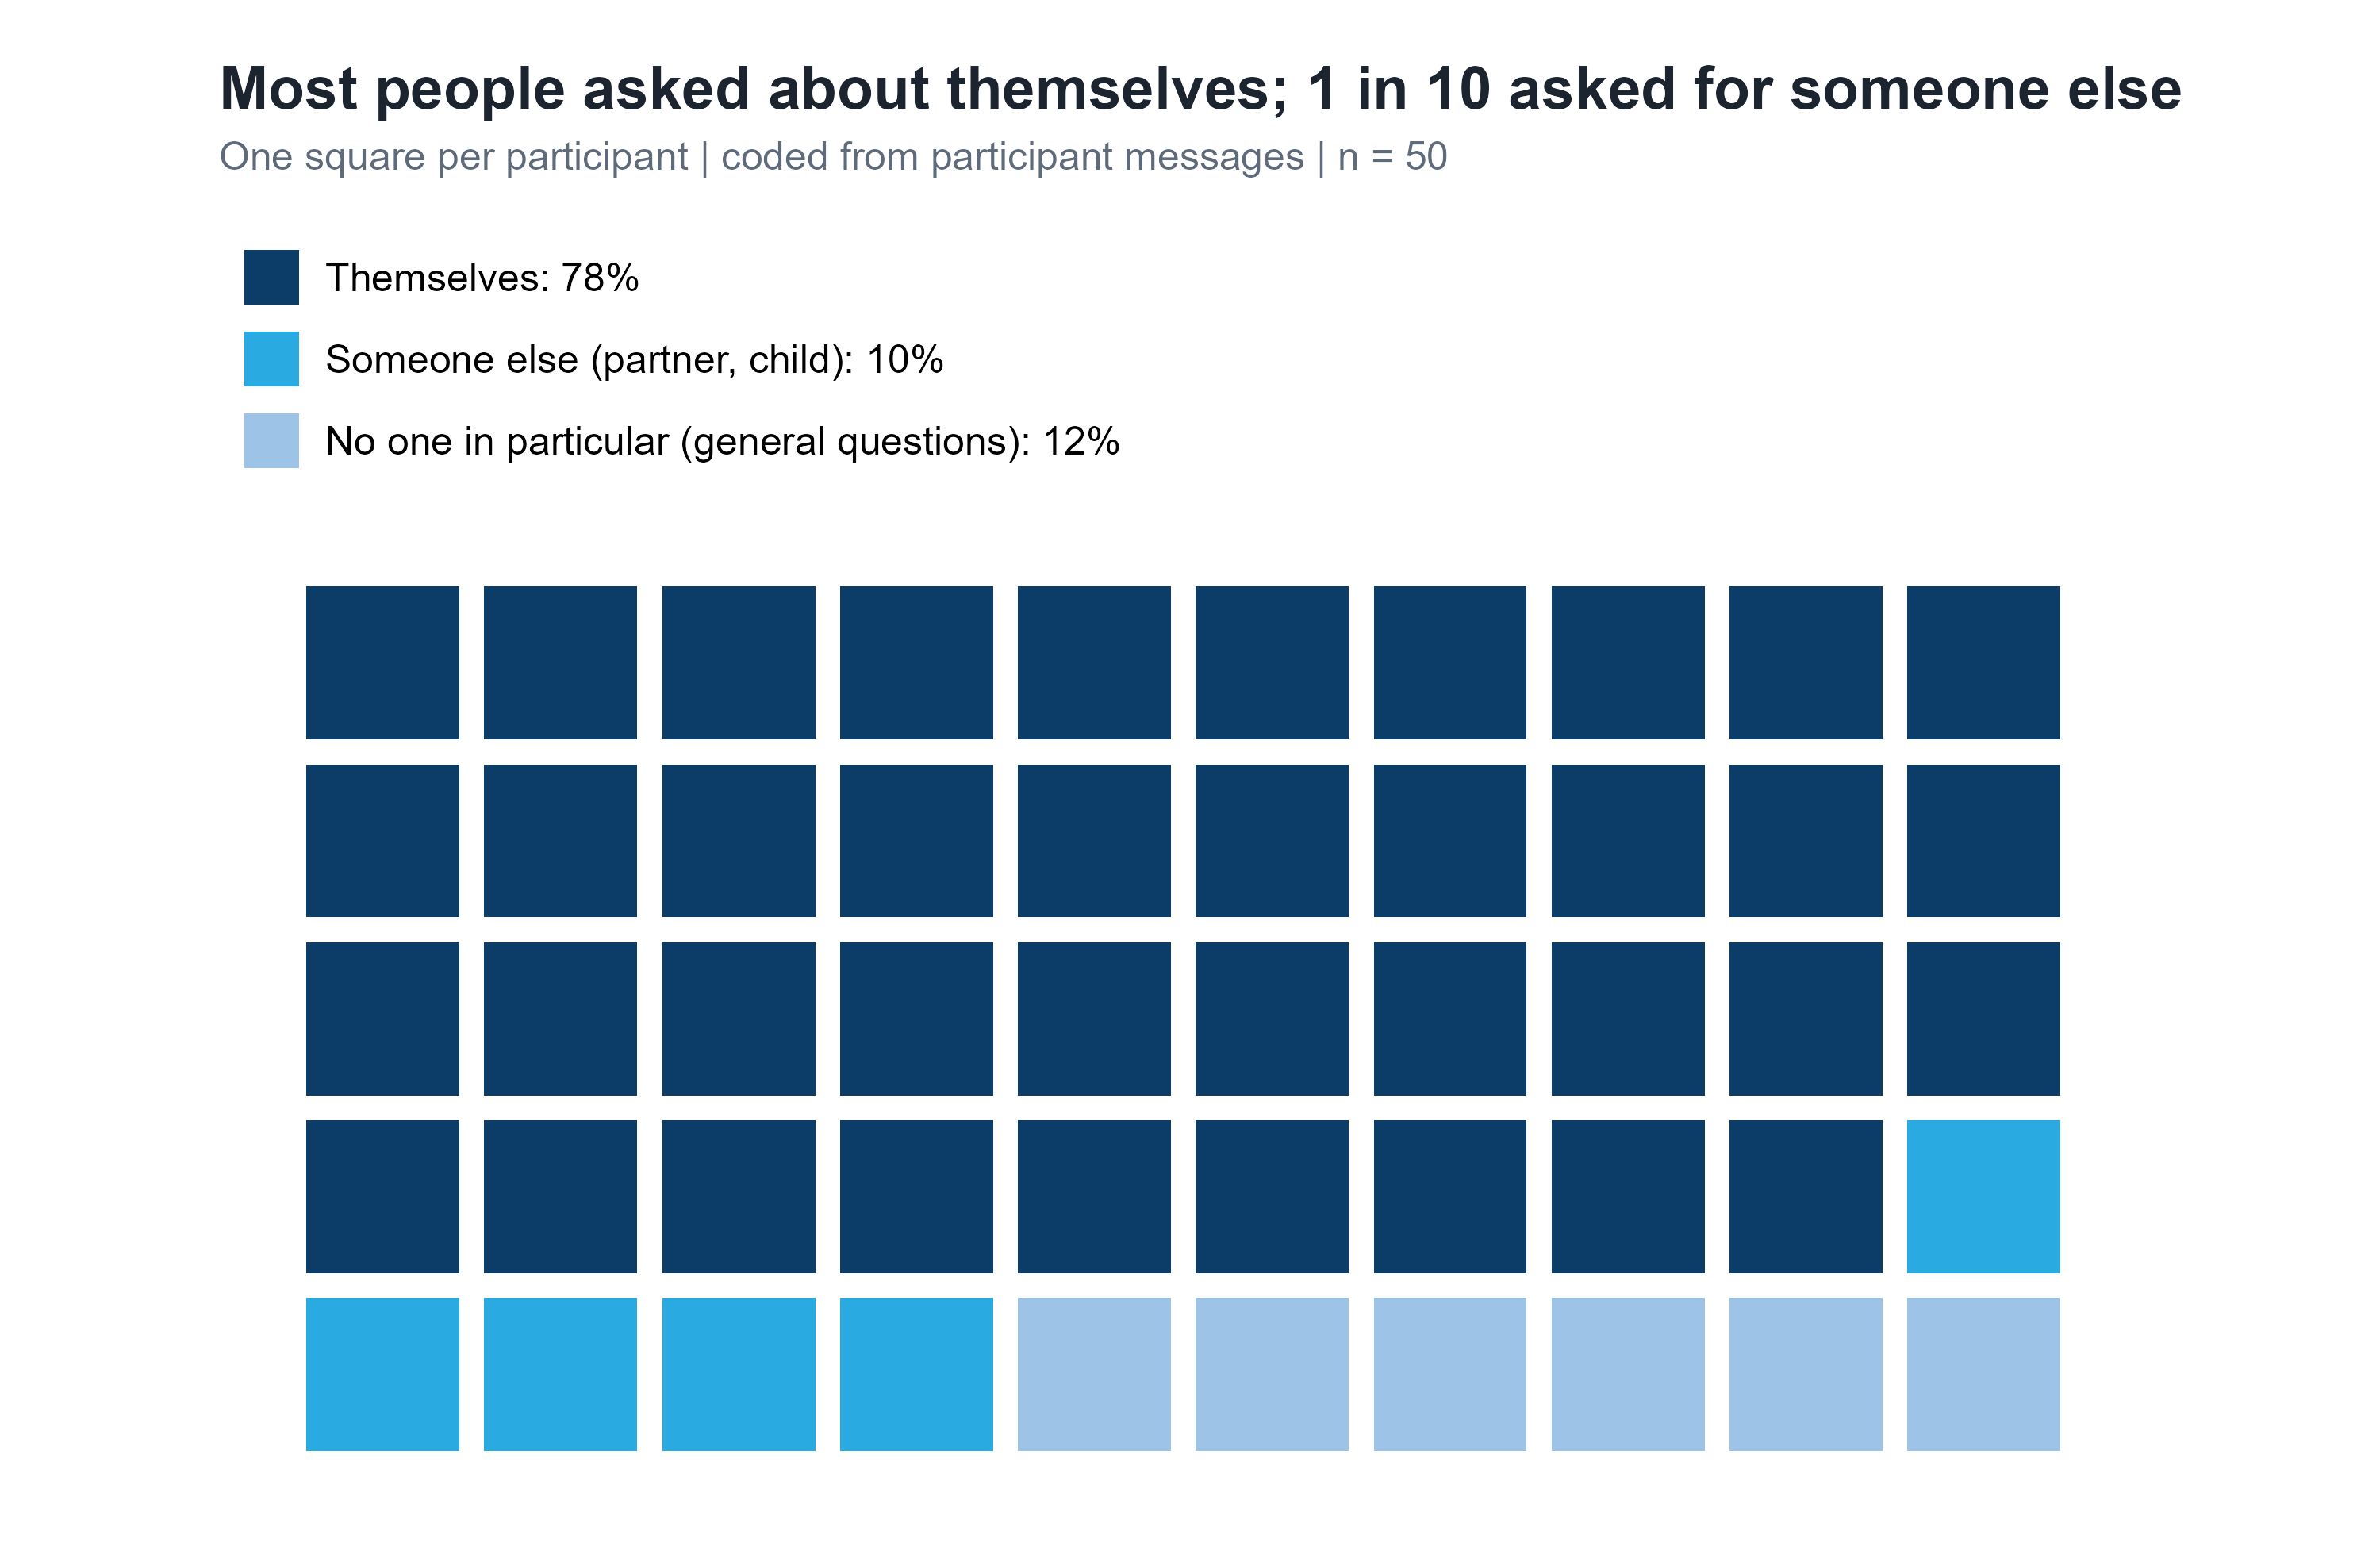 Most people asked about themselves; 1 in 10 asked for someone else
One square per participant | coded from participant messages | n = 50
Themselves: 78%
Someone else (partner, child): 10%
No one in particular (general questions): 12%